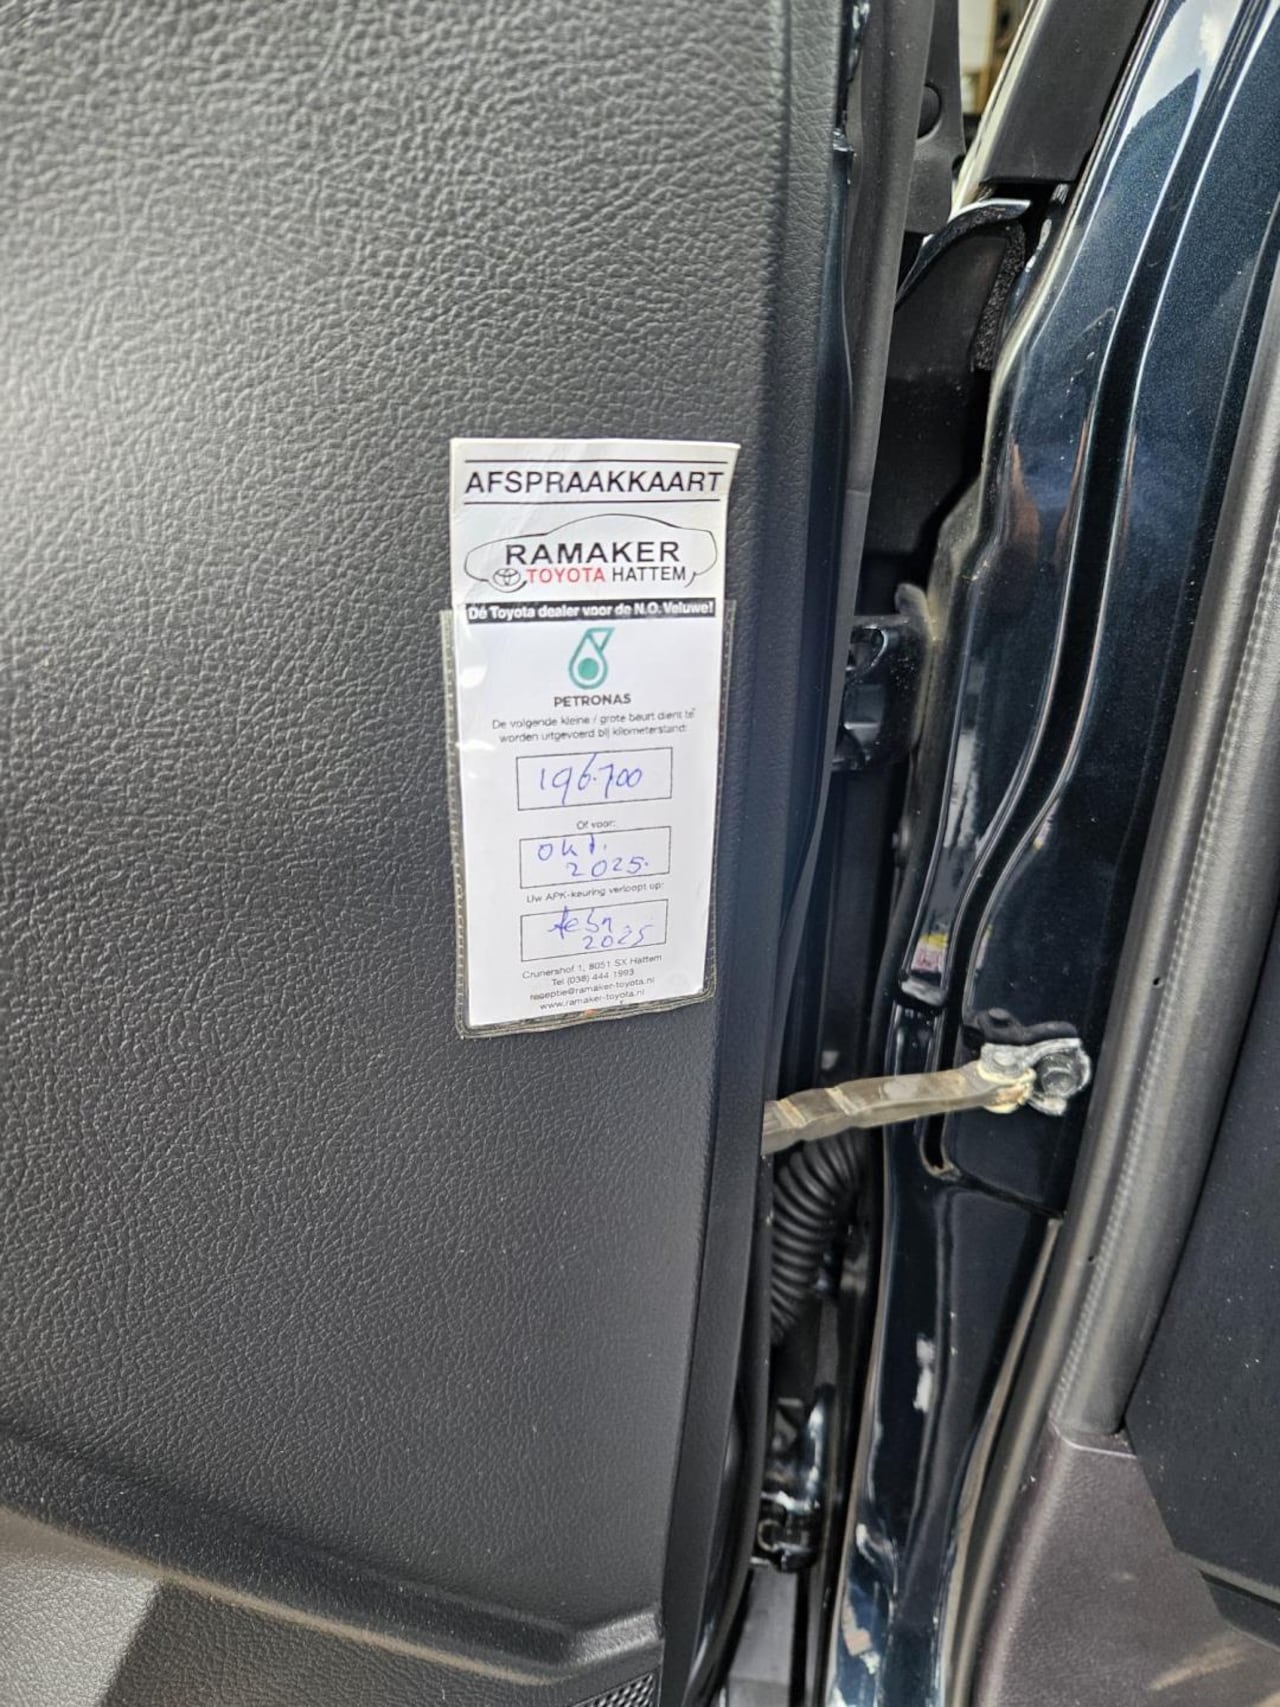 AFSPRAAKKAART
RAMAKER
TOYOTA HATTEM
Dé Toyota dealer voor de N.O. Veluwe!
PETRONAS
De volgende kleine / grote beurt dient te
worden uitgevoerd bij kilometerstand:
196.700
Of voor:
okt.
2025.
Uw APK-keuring verloopt op:
febr.
2025
Crunershof 1, 8051 SX Hattem
Tel (038) 444 1993
receptie@ramaker-toyota.nl
www.ramaker-toyota.nl